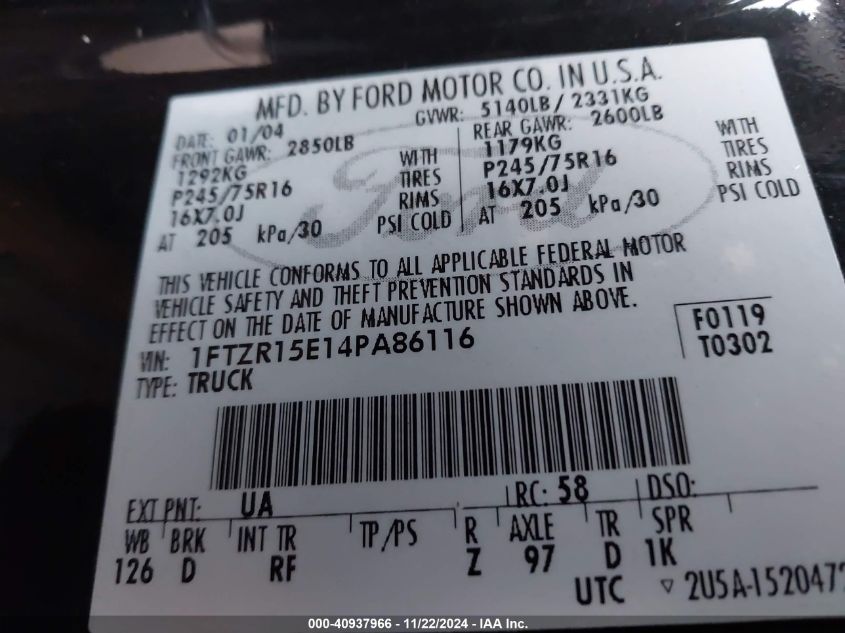 MFD. BY FORD MOTOR CO. IN U.S.A.
DATE: 01/04 GVWR: 5140LB / 2331KG
FRONT GAWR: 2850LB REAR GAWR: 2600LB
1292KG WITH 1179KG WITH
P245/75R16 TIRES P245/75R16 TIRES
16X7.0J RIMS 16X7.0J RIMS
AT 205 kPa/30 PSI COLD AT 205 kPa/30 PSI COLD
Ford
THIS VEHICLE CONFORMS TO ALL APPLICABLE FEDERAL MOTOR
VEHICLE SAFETY AND THEFT PREVENTION STANDARDS IN
EFFECT ON THE DATE OF MANUFACTURE SHOWN ABOVE.
VIN: 1FTZR15E14PA86116 F0119
TYPE: TRUCK T0302
EXT PNT: UA RC: 58 DSO:
WB BRK INT TR TP/PS R AXLE TR SPR
126 D RF Z 97 D 1K
UTC ▽ 2U5A-1520472
000-40937966 - 11/22/2024 - IAA Inc.